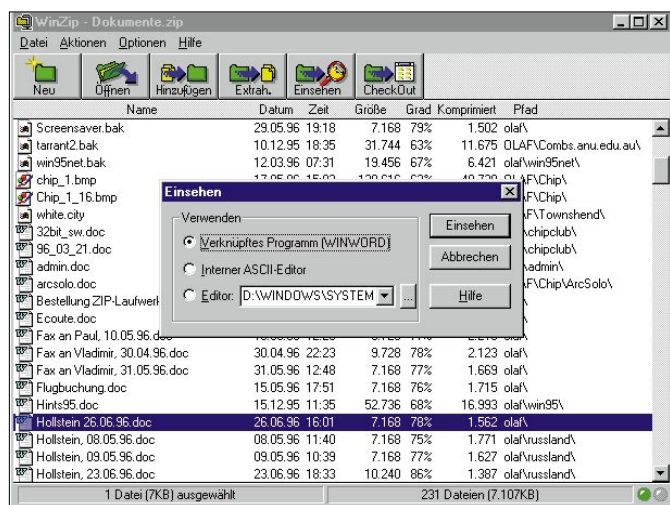 WinZip - Dokumente.zip
Datei Aktionen Optionen Hilfe
Neu Öffnen Hinzufügen Extrah. Einsehen CheckOut
Name Datum Zeit Größe Grad Komprimiert Pfad
Screensaver.bak 29.05.96 19:18 7.168 79% 1.502 olaf\
tarrant2.bak 10.12.95 18:35 31.744 63% 11.675 OLAF\Combs.anu.edu.au\
win95net.bak 12.03.96 07:31 19.456 67% 6.421 olaf\win95net\
chip_1.bmp \Chip\
Chip_1_16.bmp \Chip\
white.city \Townshend\
32bit_sw.doc \chipclub\
96_03_21.doc \chipclub\
admin.doc \admin\
arcsolo.doc \Chip\ArcSolo\
Bestellung
Ecoute.doc
Fax an Paul, 10.05.96.doc
Fax an Vladimir, 30.04.96.doc 30.04.96 22:23 9.728 78% 2.123 olaf\
Fax an Vladimir, 31.05.96.doc 31.05.96 12:48 7.168 77% 1.669 olaf\
Flugbuchung.doc 15.05.96 17:51 7.168 76% 1.715 olaf\
Hints95.doc 15.12.95 11:35 52.736 68% 16.993 olaf\win95\
Hollstein 26.06.96.doc 26.06.96 16:01 7.168 78% 1.562 olaf\
Hollstein, 08.05.96.doc 08.05.96 11:40 7.168 75% 1.771 olaf\russland\
Hollstein, 09.05.96.doc 09.05.96 10:39 7.168 77% 1.627 olaf\russland\
Hollstein, 23.06.96.doc 23.06.96 18:33 10.240 86% 1.387 olaf\russland\
1 Datei (7KB) ausgewählt 231 Dateien (7.107KB)
Einsehen
Verwenden
Verknüpftes Programm (WINWORD)
Interner ASCII-Editor
Editor: D:\WINDOWS\SYSTEM ...
Einsehen
Abbrechen
Hilfe